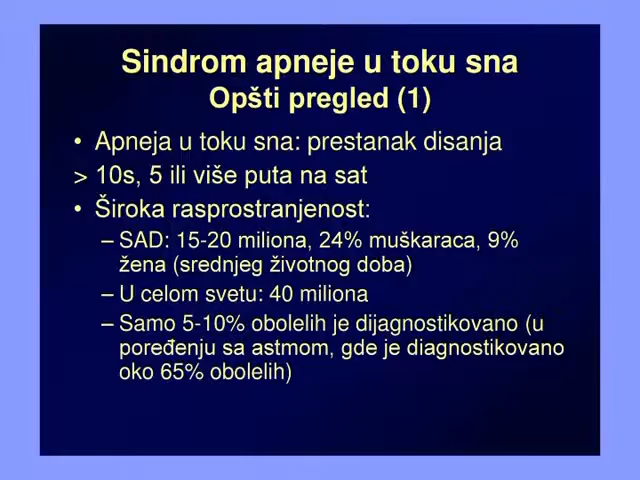 Sindrom apneje u toku sna
Opšti pregled (1)
• Apneja u toku sna: prestanak disanja
> 10s, 5 ili više puta na sat
• Široka rasprostranjenost:
– SAD: 15-20 miliona, 24% muškaraca, 9%
žena (srednjeg životnog doba)
– U celom svetu: 40 miliona
– Samo 5-10% obolelih je dijagnostikovano (u
poređenju sa astmom, gde je diagnostikovano
oko 65% obolelih)